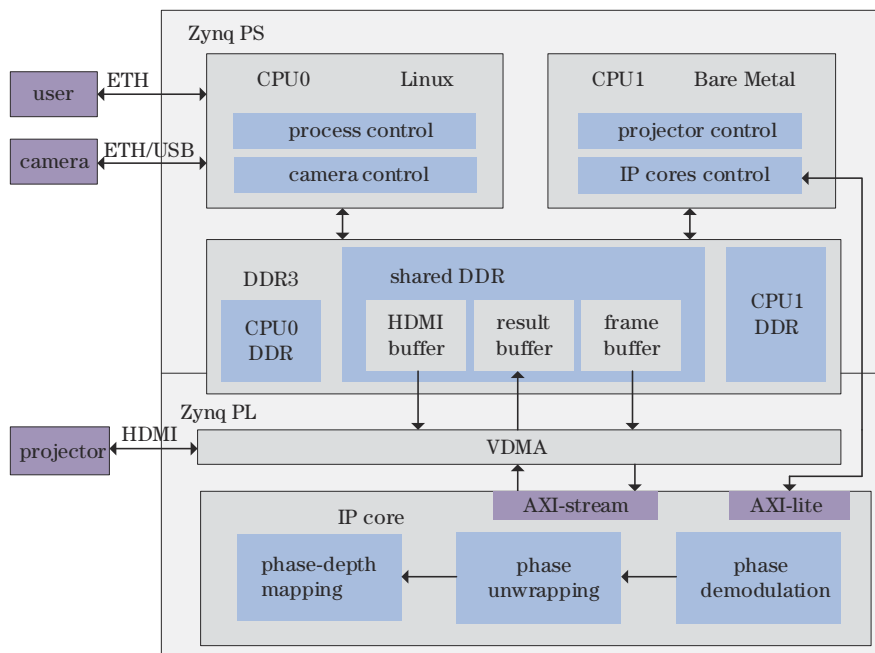 Zynq PS
CPU0 Linux
process control
camera control
CPU1 Bare Metal
projector control
IP cores control
user
ETH
camera
ETH/USB
DDR3
CPU0
DDR
shared DDR
HDMI
buffer
result
buffer
frame
buffer
CPU1
DDR
Zynq PL
projector
HDMI
VDMA
AXI-stream
AXI-lite
IP core
phase-depth
mapping
phase
unwrapping
phase
demodulation